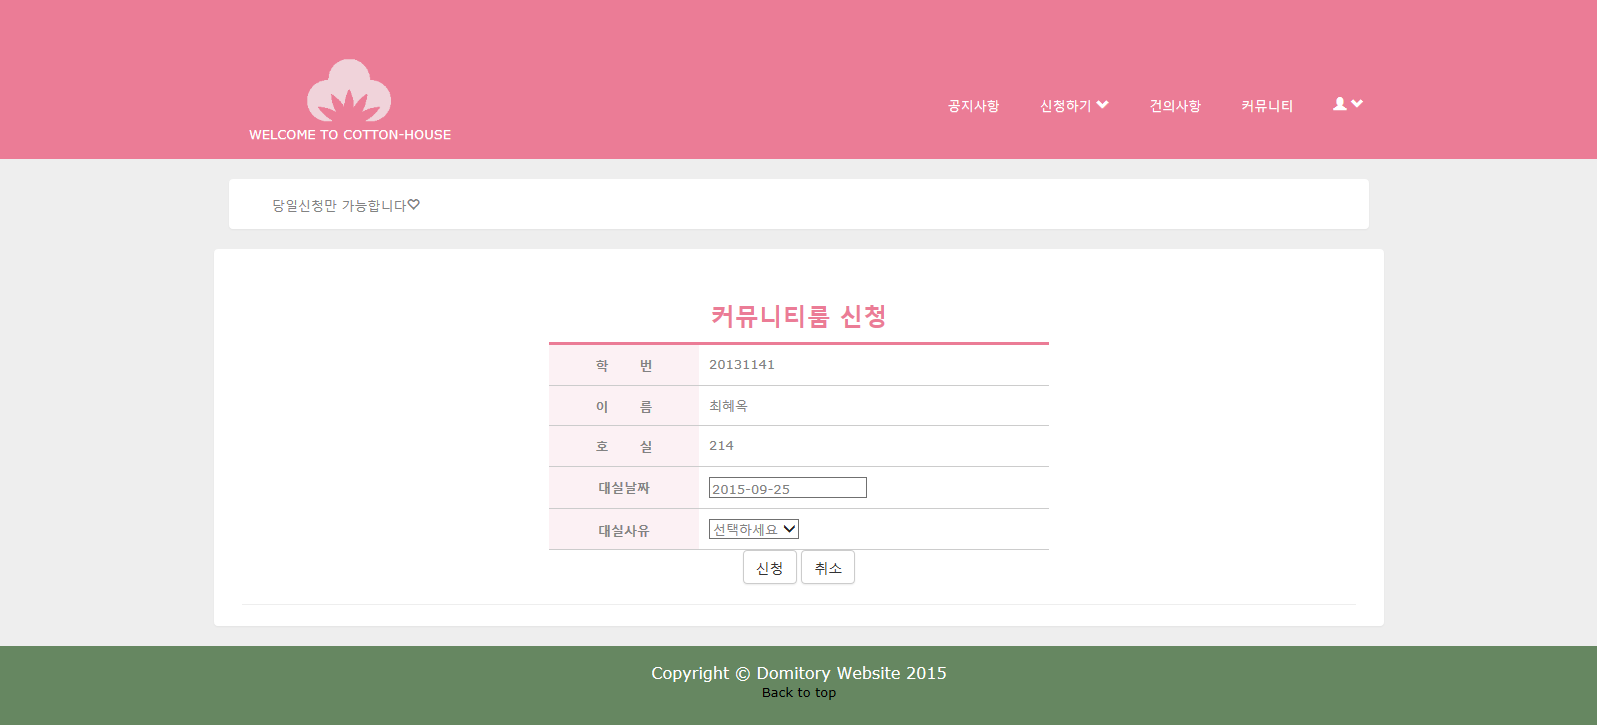 WELCOME TO COTTON-HOUSE
공지사항 신청하기 건의사항 커뮤니티
당일신청만 가능합니다♡
커뮤니티룸 신청
학 번 20131141
이 름 최혜옥
호 실 214
대실날짜 2015-09-25
대실사유 선택하세요
신청 취소
Copyright © Domitory Website 2015
Back to top